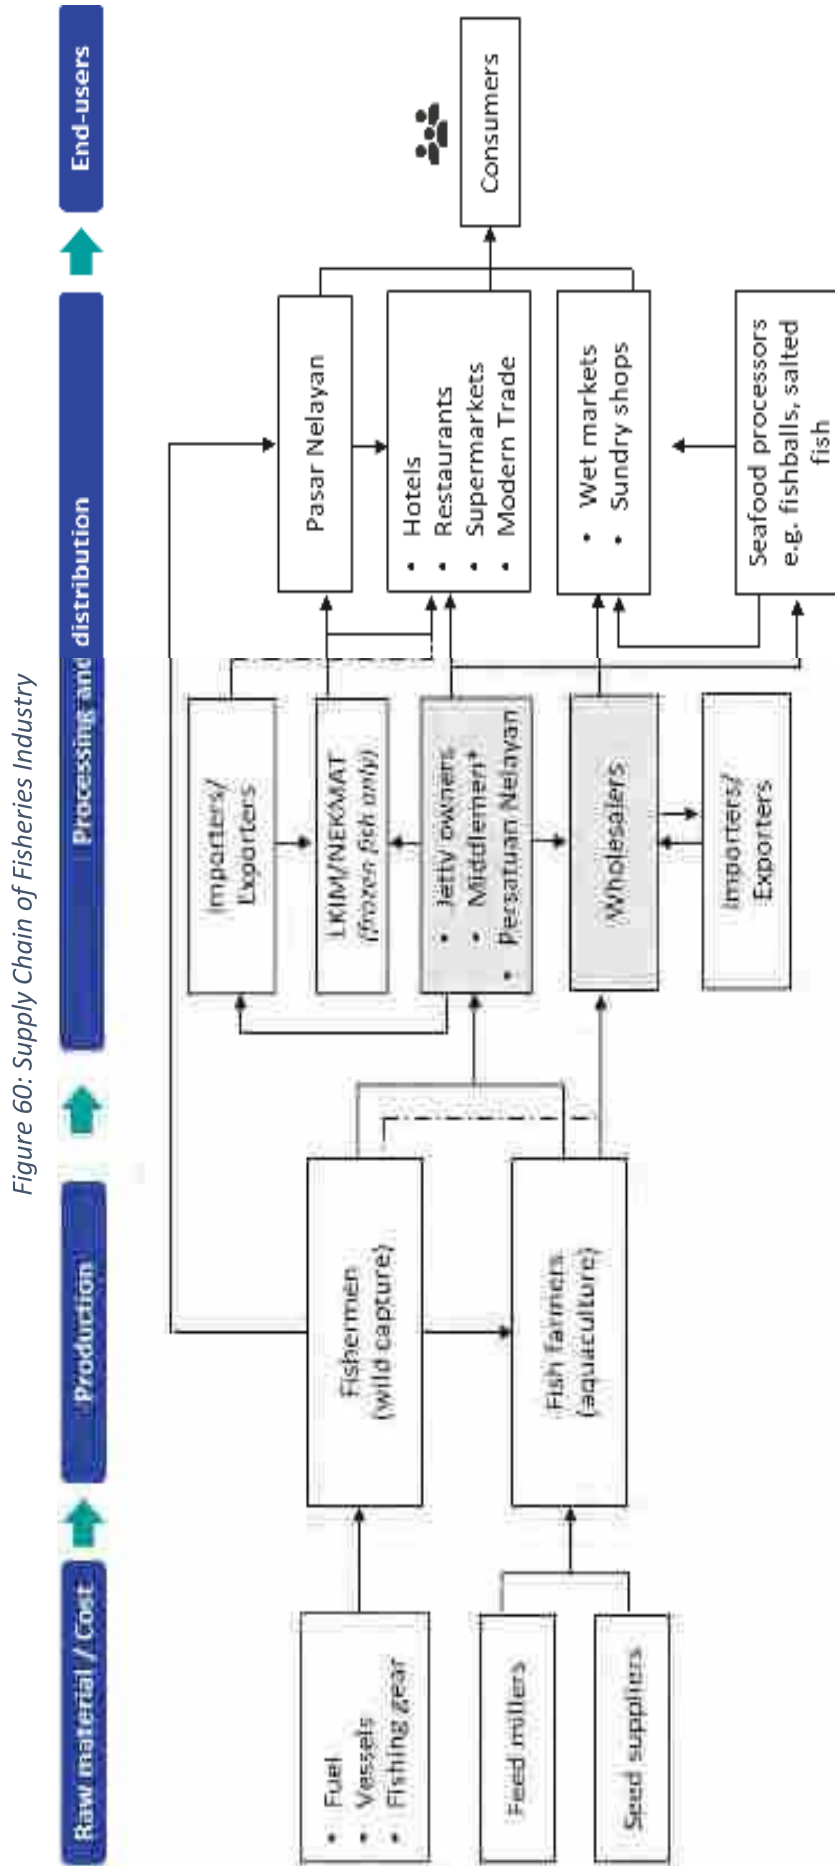 Figure 60: Supply Chain of Fisheries Industry
Raw material / Cost
Production
Processing and distribution
End-users
• Fuel
• Vessels
• Fishing gear
Feed millers
Seed suppliers
Fishermen
(wild capture)
Fish farmers
(aquaculture)
Importers/
Exporters
LKIM/NEKMAT
(frozen fish only)
• Jetty owners
• Middlemen*
• Persatuan Nelayan
Wholesalers
Importers/
Exporters
Pasar Nelayan
• Hotels
• Restaurants
• Supermarkets
• Modern Trade
• Wet markets
• Sundry shops
Seafood processors
e.g. fishballs, salted
fish
Consumers